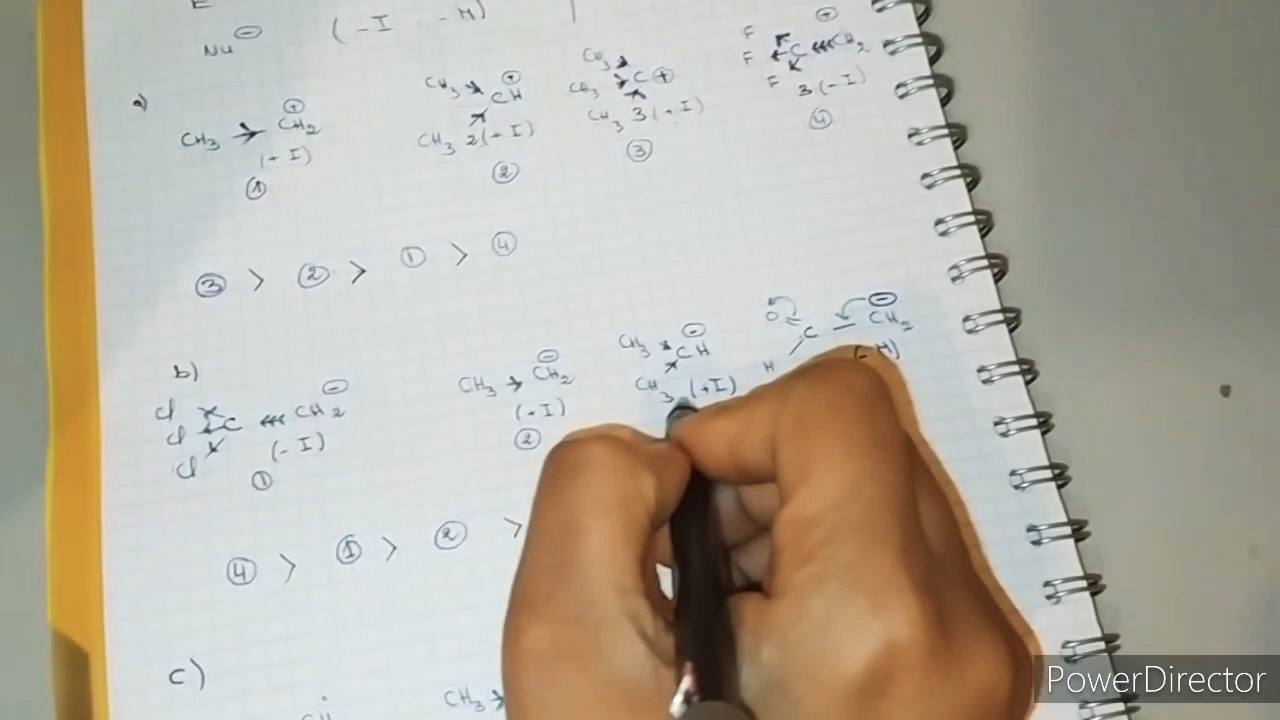 Nu⊖ (-I -M)
a) CH3 → CH2⊕ (+I) ①
CH3 → CH⊕ CH3 2(+I) ②
CH3 CH3 C⊕ CH3 3(+I) ③
F F F C CH2⊕ 3(-I) ④
③ > ② > ① > ④
b) Cl Cl Cl C CH2⊖ (-I) ①
CH3 → CH2⊖ (+I) ②
CH3 → CH⊖ CH3 (+I)
O = C - CH2⊖ H (-M)
④ > ① > ② >
c)
CH3
PowerDirector